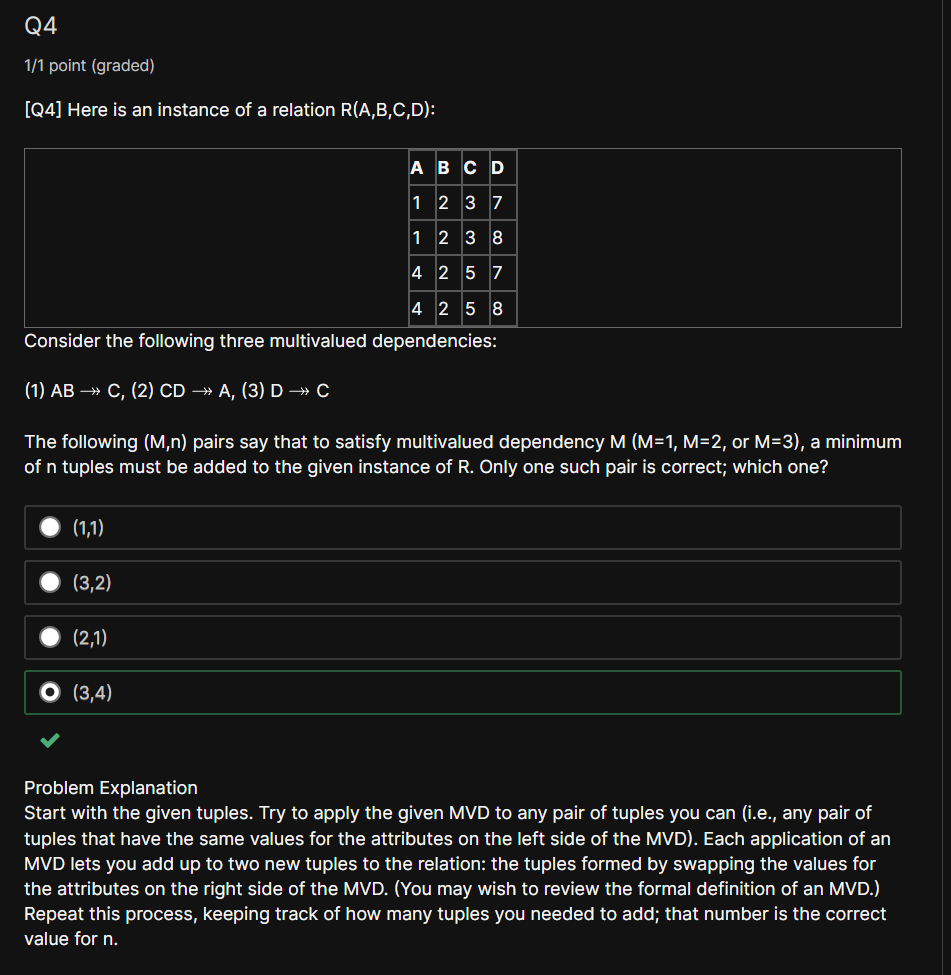 Q4
1/1 point (graded)
[Q4] Here is an instance of a relation R(A,B,C,D):
A B C D
1 2 3 7
1 2 3 8
4 2 5 7
4 2 5 8
Consider the following three multivalued dependencies:
(1) AB ↠ C, (2) CD ↠ A, (3) D ↠ C
The following (M,n) pairs say that to satisfy multivalued dependency M (M=1, M=2, or M=3), a minimum
of n tuples must be added to the given instance of R. Only one such pair is correct; which one?
(1,1)
(3,2)
(2,1)
(3,4)
Problem Explanation
Start with the given tuples. Try to apply the given MVD to any pair of tuples you can (i.e., any pair of
tuples that have the same values for the attributes on the left side of the MVD). Each application of an
MVD lets you add up to two new tuples to the relation: the tuples formed by swapping the values for
the attributes on the right side of the MVD. (You may wish to review the formal definition of an MVD.)
Repeat this process, keeping track of how many tuples you needed to add; that number is the correct
value for n.